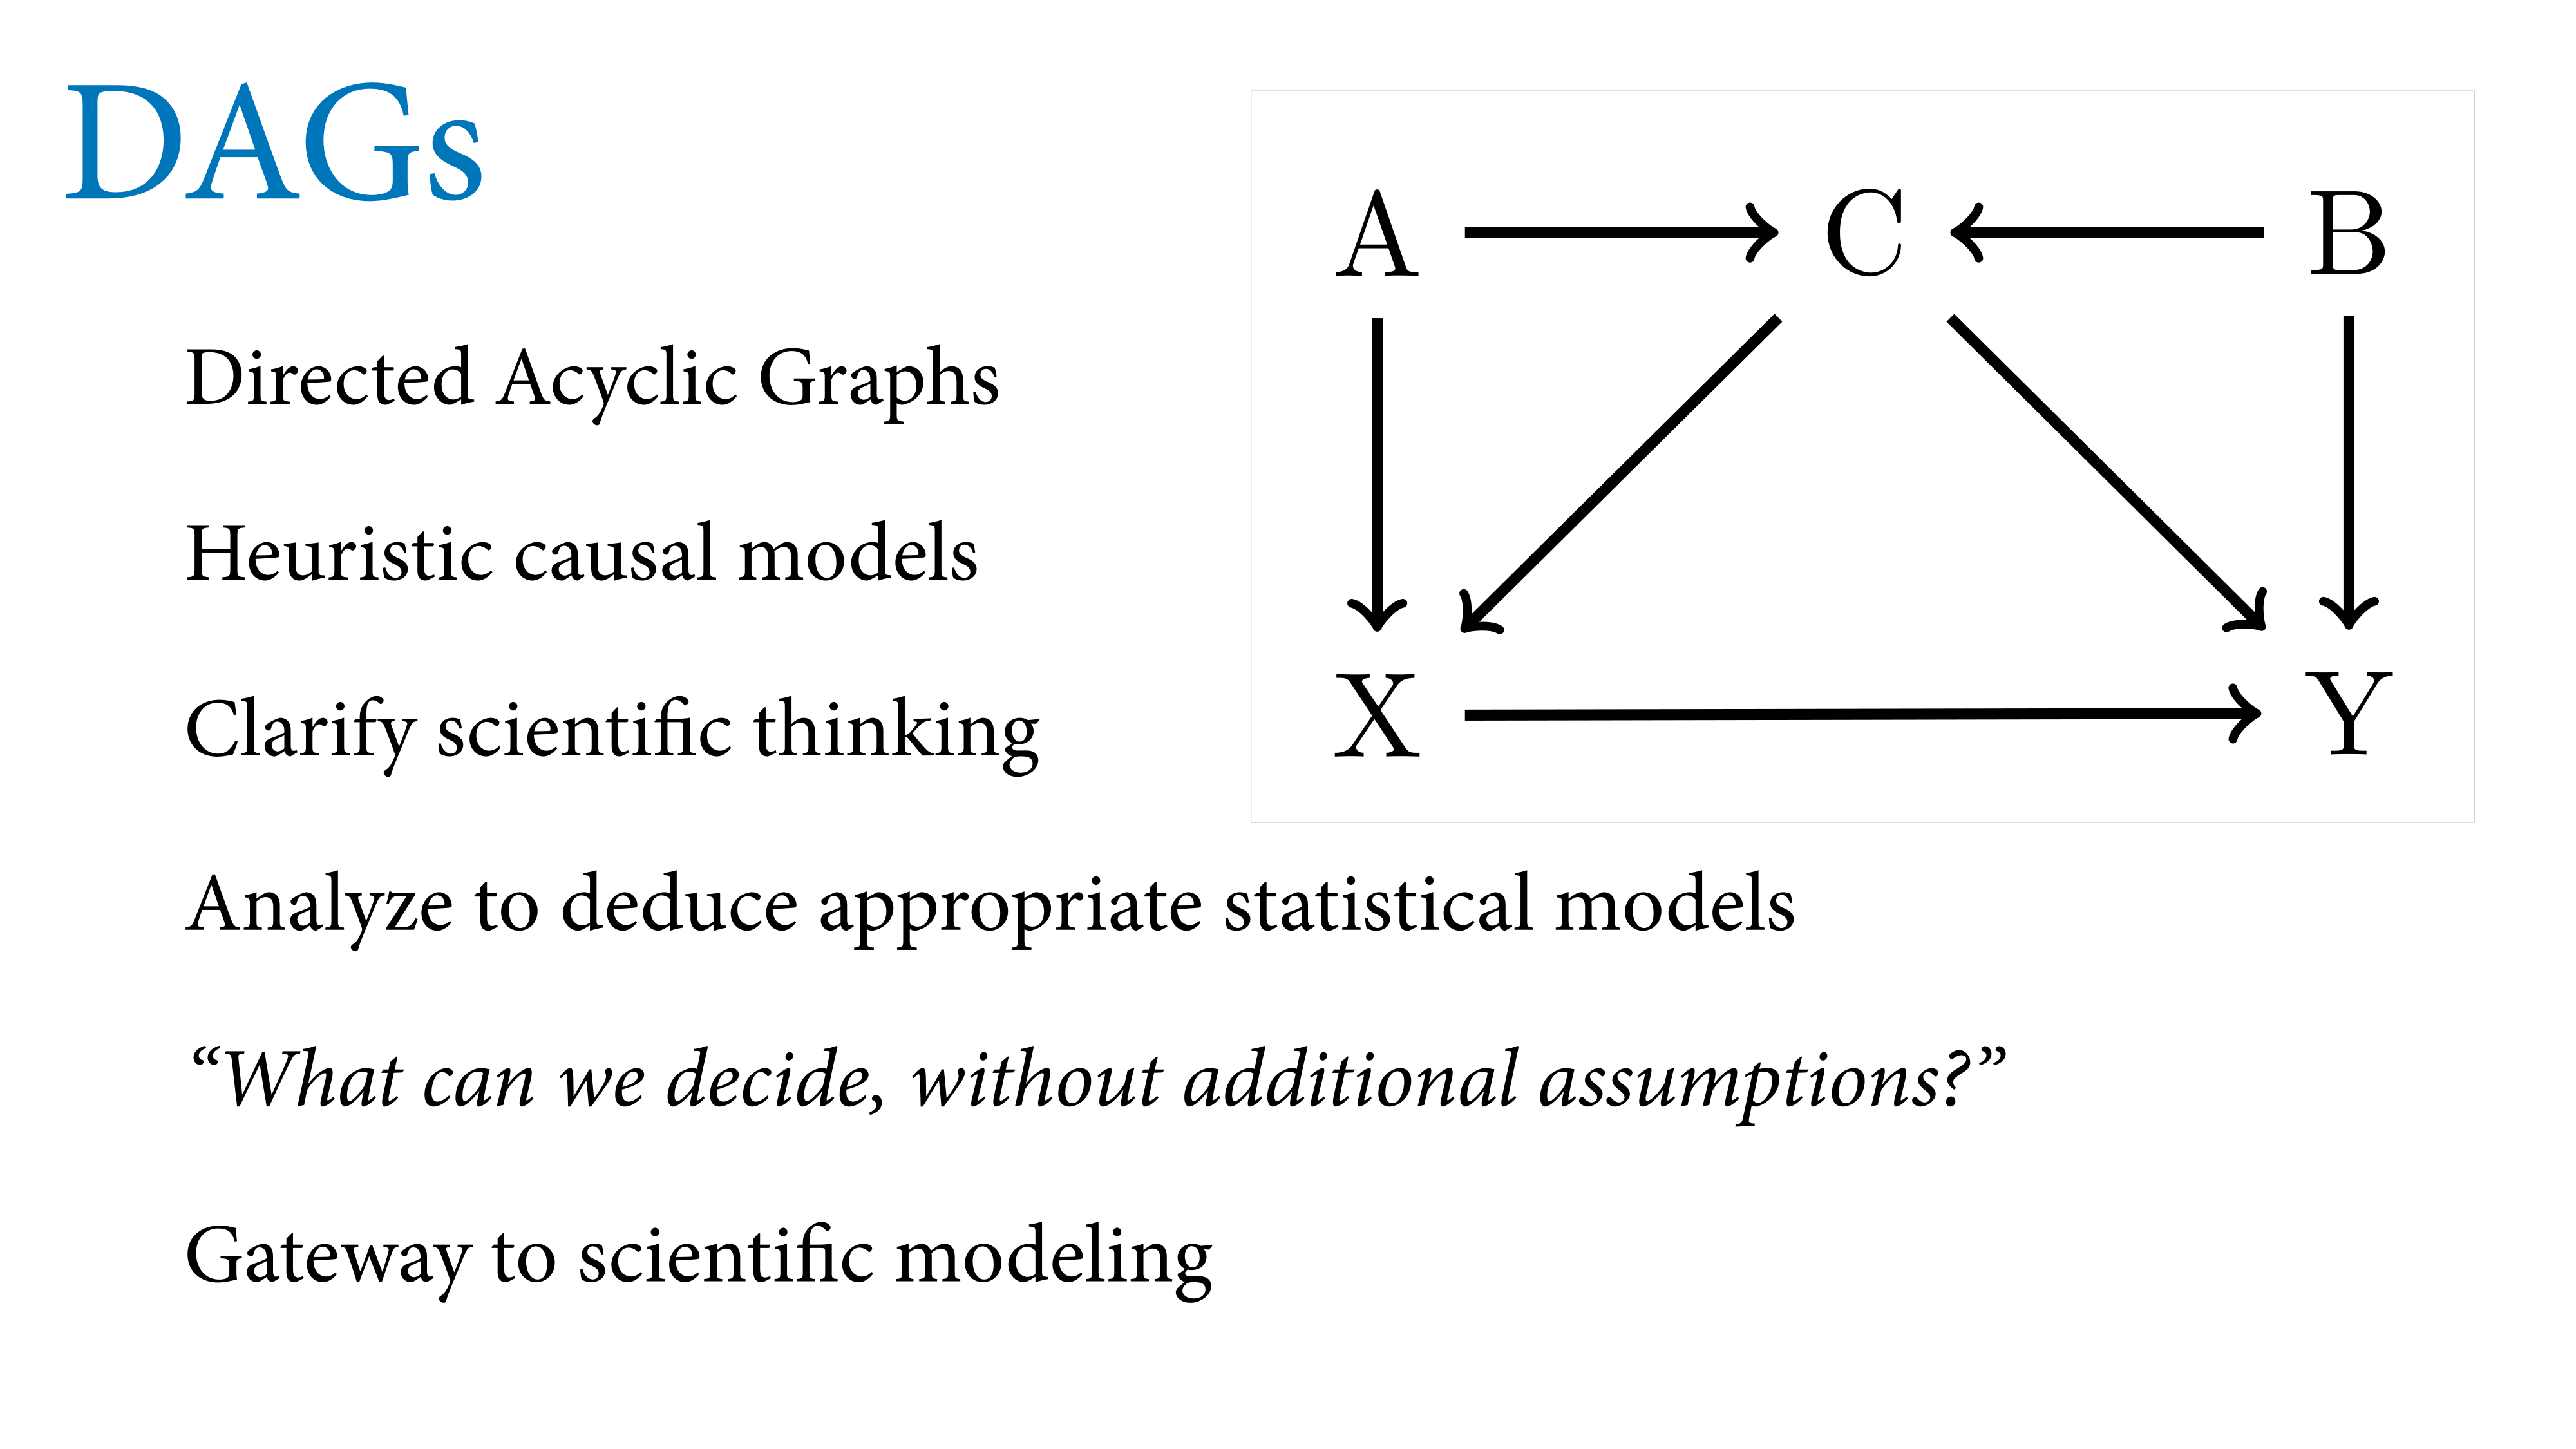 DAGs
A C B
X Y
Directed Acyclic Graphs
Heuristic causal models
Clarify scientific thinking
Analyze to deduce appropriate statistical models
“What can we decide, without additional assumptions?”
Gateway to scientific modeling